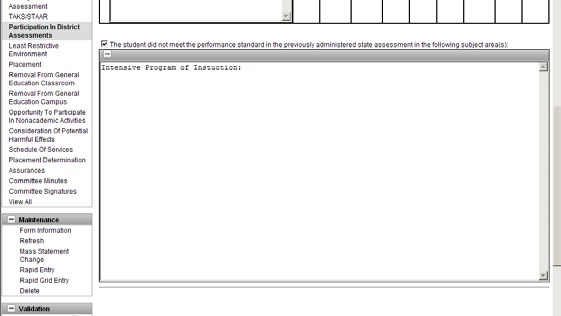 Assessment
TAKS/STAAR
Participation In District
Assessments
Least Restrictive
Environment
Placement
Removal From General
Education Classroom
Removal From General
Education Campus
Opportunity To Participate
In Nonacademic Activities
Consideration Of Potential
Harmful Effects
Schedule Of Services
Placement Determination
Assurances
Committee Minutes
Committee Signatures
View All
Maintenance
Form Information
Refresh
Mass Statement
Change
Rapid Entry
Rapid Grid Entry
Delete
Validation
The student did not meet the performance standard in the previously administered state assessment in the following subject area(s):
Intensive Program of Instuction: